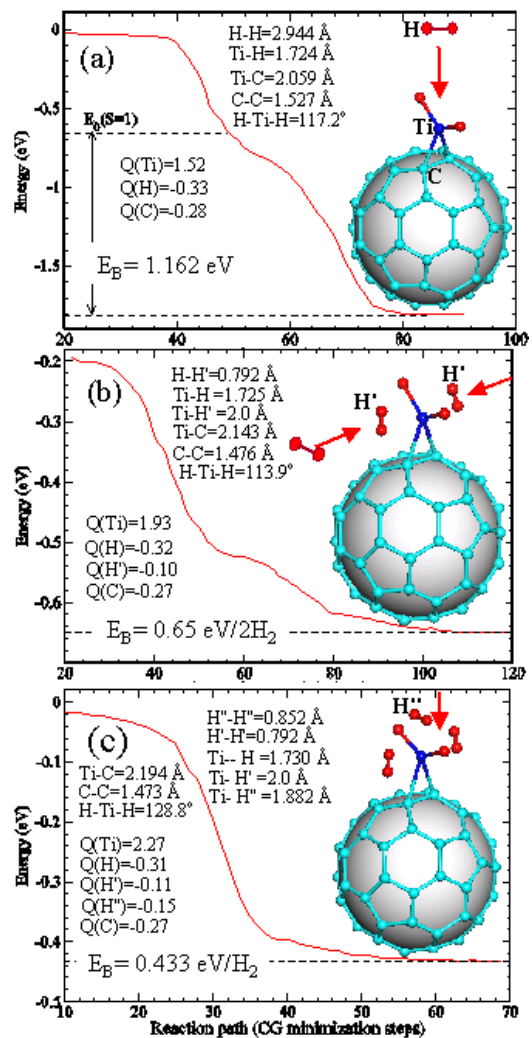 (a)
H-H=2.944 Å
Ti-H=1.724 Å
Ti-C=2.059 Å
C-C=1.527 Å
H-Ti-H=117.2°
H
Ti
C
E₀(S=1)
Q(Ti)=1.52
Q(H)=-0.33
Q(C)=-0.28
E_B= 1.162 eV
Energy (eV)
0
-0.5
-1
-1.5
20 40 60 80 100
(b)
H-H'=0.792 Å
Ti-H=1.725 Å
Ti-H'=2.0 Å
Ti-C=2.143 Å
C-C=1.476 Å
H-Ti-H=113.9°
H'
H'
Q(Ti)=1.93
Q(H)=-0.32
Q(H')=-0.10
Q(C)=-0.27
E_B= 0.65 eV/2H₂
Energy (eV)
-0.2
-0.3
-0.4
-0.5
-0.6
20 40 60 80 100 120
(c)
H''-H''=0.852 Å
H'-H'=0.792 Å
Ti-- H =1.730 Å
Ti- H'=2.0 Å
Ti- H''=1.882 Å
H''
Ti-C=2.194 Å
C-C=1.473 Å
H-Ti-H=128.8°
Q(Ti)=2.27
Q(H)=-0.31
Q(H')=-0.11
Q(H'')=-0.15
Q(C)=-0.27
E_B= 0.433 eV/H₂
Energy (eV)
0
-0.1
-0.2
-0.3
-0.4
-0.5
10 20 30 40 50 60 70
Reaction path (CG minimization steps)